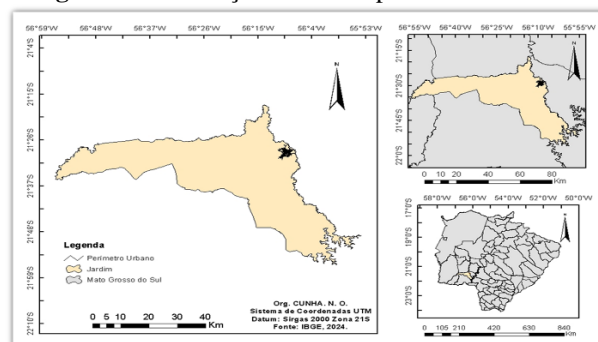 56°59'W 56°48'W 56°37'W 56°26'W 56°15'W 56°4'W 55°53'W
21°4'S
21°15'S
21°26'S
21°37'S
21°48'S
21°59'S
22°10'S
N
Legenda
Perímetro Urbano
Jardim
Mato Grosso do Sul
0 5 10 20 30 40
Km
Org. CUNHA. N. O.
Sistema de Coordenadas UTM
Datum: Sirgas 2000 Zona 21S
Fonte: IBGE, 2024.
56°55'W 56°40'W 56°25'W 56°10'W 55°55'W
21°15'S
21°30'S
21°45'S
22°0'S
N
0 10 20 40 60 80
Km
58°0'W 56°0'W 54°0'W 52°0'W 50°0'W
17°0'S
19°0'S
21°0'S
23°0'S
0 105 210 420 630 840
Km